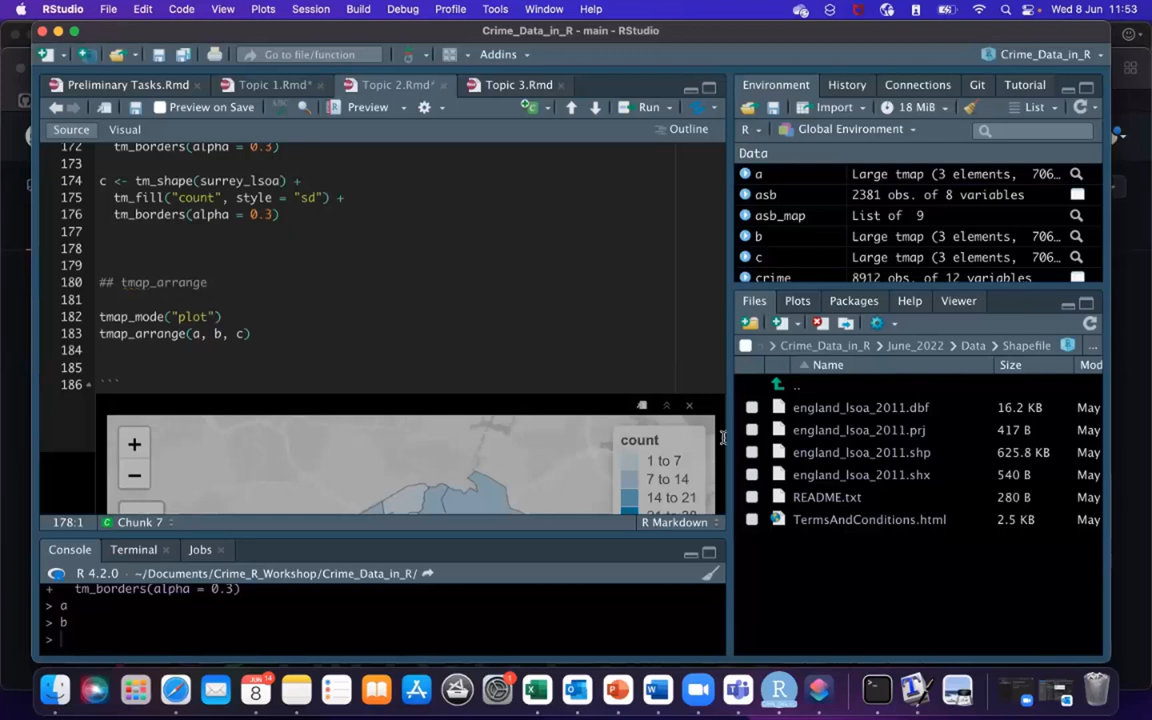 RStudio File Edit Code View Plots Session Build Debug Profile Tools Window Help Wed 8 Jun 11:53
Crime_Data_in_R - main - RStudio
Go to file/function Addins Crime_Data_in_R
Preliminary Tasks.Rmd Topic 1.Rmd* Topic 2.Rmd* Topic 3.Rmd
Environment History Connections Git Tutorial
Preview on Save Preview Run
Import 18 MiB List
Source Visual Outline
R Global Environment
172 tm_borders(alpha = 0.3)
173
174 c <- tm_shape(surrey_lsoa) +
175 tm_fill("count", style = "sd") +
176 tm_borders(alpha = 0.3)
177
178
179
180 ## tmap_arrange
181
182 tmap_mode("plot")
183 tmap_arrange(a, b, c)
184
185
186 ```
+
−
count
1 to 7
7 to 14
14 to 21
21 to 28
178:1 Chunk 7 R Markdown
Data
a Large tmap (3 elements, 706…
asb 2381 obs. of 8 variables
asb_map List of 9
b Large tmap (3 elements, 706…
c Large tmap (3 elements, 706…
crime 8912 obs. of 12 variables
Files Plots Packages Help Viewer
Crime_Data_in_R June_2022 Data Shapefile ...
Name Size Mod
..
england_lsoa_2011.dbf 16.2 KB May
england_lsoa_2011.prj 417 B May
england_lsoa_2011.shp 625.8 KB May
england_lsoa_2011.shx 540 B May
README.txt 280 B May
TermsAndConditions.html 2.5 KB May
Console Terminal Jobs
R 4.2.0 · ~/Documents/Crime_R_Workshop/Crime_Data_in_R/
+ tm_borders(alpha = 0.3)
> a
> b
>
JUN 14
8
1
R